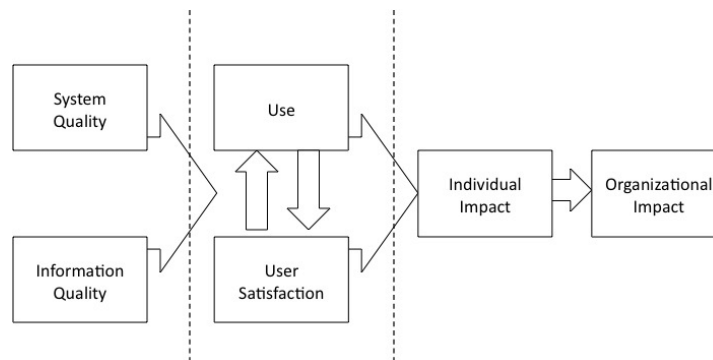 System
Quality
Information
Quality
Use
User
Satisfaction
Individual
Impact
Organizational
Impact